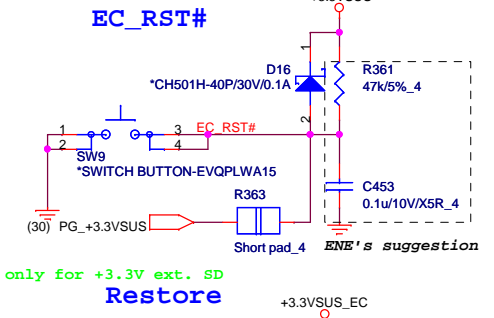 EC_RST#
D16
*CH501H-40P/30V/0.1A
1
2
R361
47k/5%_4
1
2
3
4
EC_RST#
SW9
*SWITCH BUTTON-EVQPLWA15
R363
Short pad_4
C453
0.1u/10V/X5R_4
(30) PG_+3.3VSUS
ENE's suggestion
only for +3.3V ext. SD
Restore
+3.3VSUS_EC